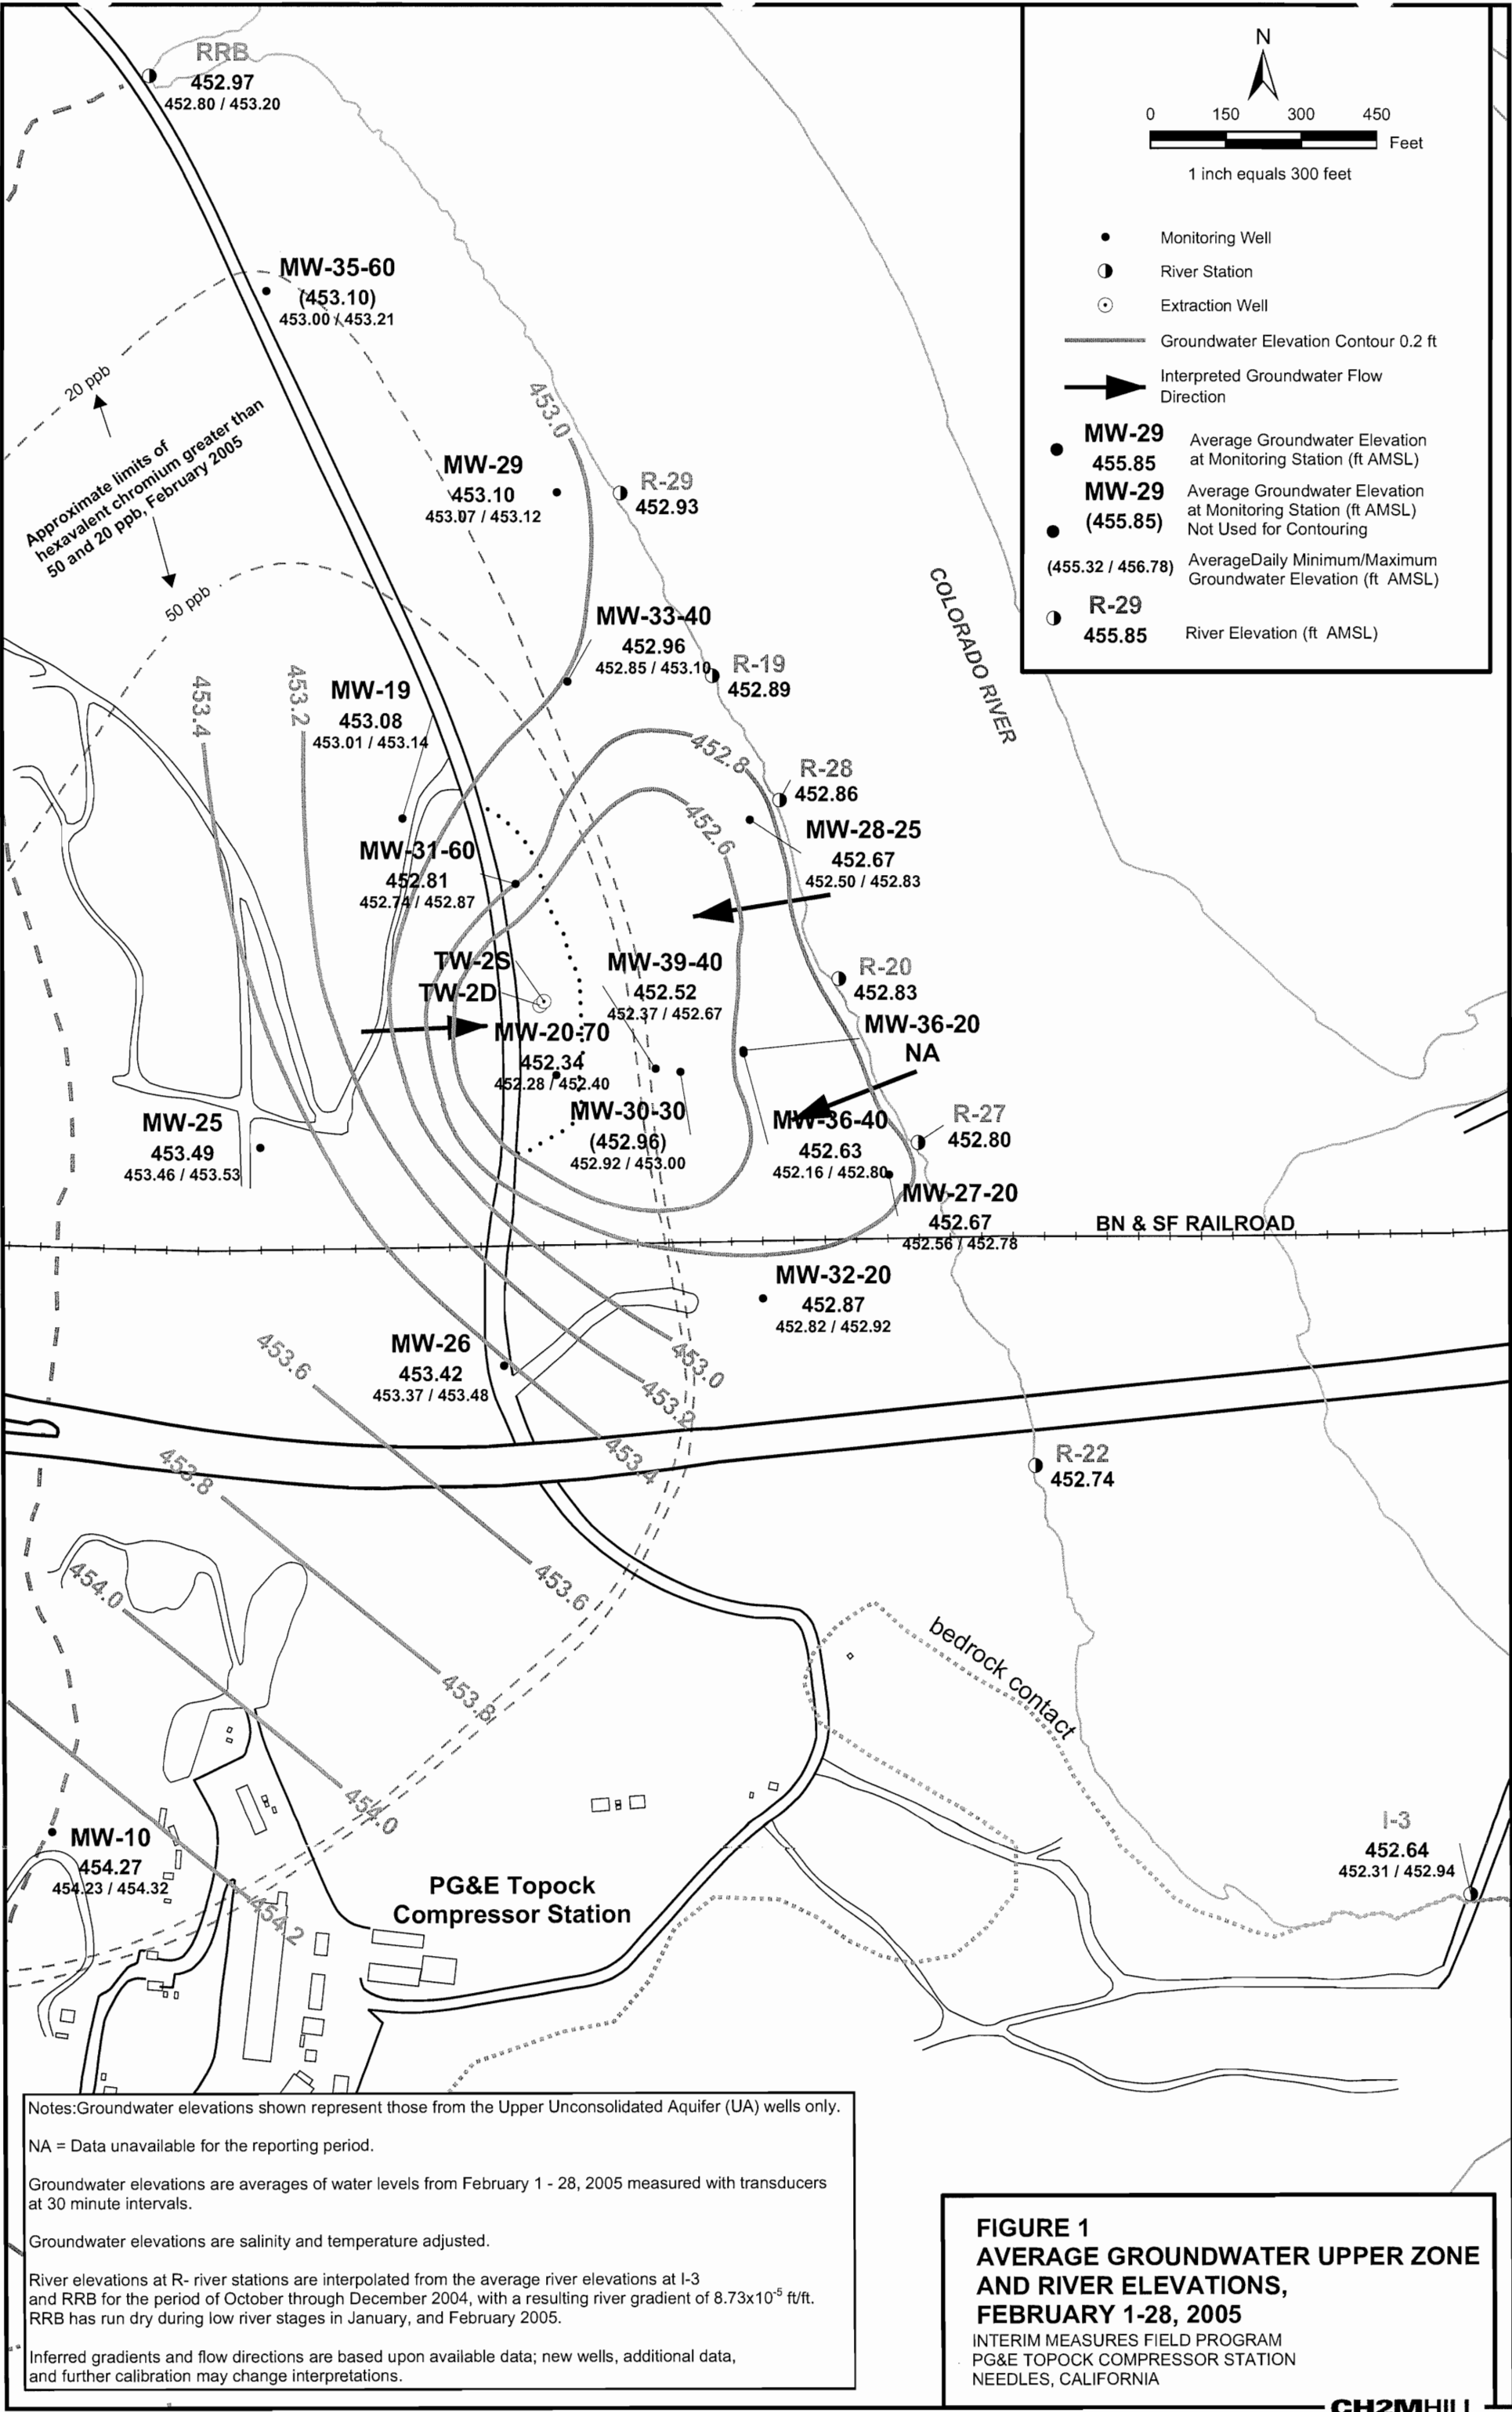 RRB
452.97
452.80 / 453.20
N
0 150 300 450
Feet
1 inch equals 300 feet
Monitoring Well
River Station
Extraction Well
Groundwater Elevation Contour 0.2 ft
Interpreted Groundwater Flow
Direction
MW-29
455.85
Average Groundwater Elevation
at Monitoring Station (ft AMSL)
MW-29
(455.85)
Average Groundwater Elevation
at Monitoring Station (ft AMSL)
Not Used for Contouring
(455.32 / 456.78)
AverageDaily Minimum/Maximum
Groundwater Elevation (ft AMSL)
R-29
455.85
River Elevation (ft AMSL)
MW-35-60
(453.10)
453.00 / 453.21
20 ppb
Approximate limits of
hexavalent chromium greater than
50 and 20 ppb, February 2005
50 ppb
453.0
MW-29
453.10
453.07 / 453.12
R-29
452.93
COLORADO RIVER
MW-33-40
452.96
452.85 / 453.10
R-19
452.89
453.4
453.2
MW-19
453.08
453.01 / 453.14
452.8
R-28
452.86
452.6
MW-28-25
452.67
452.50 / 452.83
MW-31-60
452.81
452.74 / 452.87
TW-2S
TW-2D
MW-39-40
452.52
452.37 / 452.67
R-20
452.83
MW-36-20
NA
MW-20-70
452.34
452.28 / 452.40
MW-30-30
(452.96)
452.92 / 453.00
MW-36-40
452.63
452.16 / 452.80
R-27
452.80
MW-25
453.49
453.46 / 453.53
MW-27-20
452.67
452.56 / 452.78
BN & SF RAILROAD
MW-32-20
452.87
452.82 / 452.92
MW-26
453.42
453.37 / 453.48
453.6
453.0
453.2
453.4
453.8
R-22
452.74
454.0
453.6
bedrock contact
453.8
454.0
MW-10
454.27
454.23 / 454.32
454.2
PG&E Topock
Compressor Station
I-3
452.64
452.31 / 452.94
Notes:Groundwater elevations shown represent those from the Upper Unconsolidated Aquifer (UA) wells only.
NA = Data unavailable for the reporting period.
Groundwater elevations are averages of water levels from February 1 - 28, 2005 measured with transducers
at 30 minute intervals.
Groundwater elevations are salinity and temperature adjusted.
River elevations at R- river stations are interpolated from the average river elevations at I-3
and RRB for the period of October through December 2004, with a resulting river gradient of 8.73x10⁻⁵ ft/ft.
RRB has run dry during low river stages in January, and February 2005.
Inferred gradients and flow directions are based upon available data; new wells, additional data,
and further calibration may change interpretations.
FIGURE 1
AVERAGE GROUNDWATER UPPER ZONE
AND RIVER ELEVATIONS,
FEBRUARY 1-28, 2005
INTERIM MEASURES FIELD PROGRAM
PG&E TOPOCK COMPRESSOR STATION
NEEDLES, CALIFORNIA
CH2MHILL